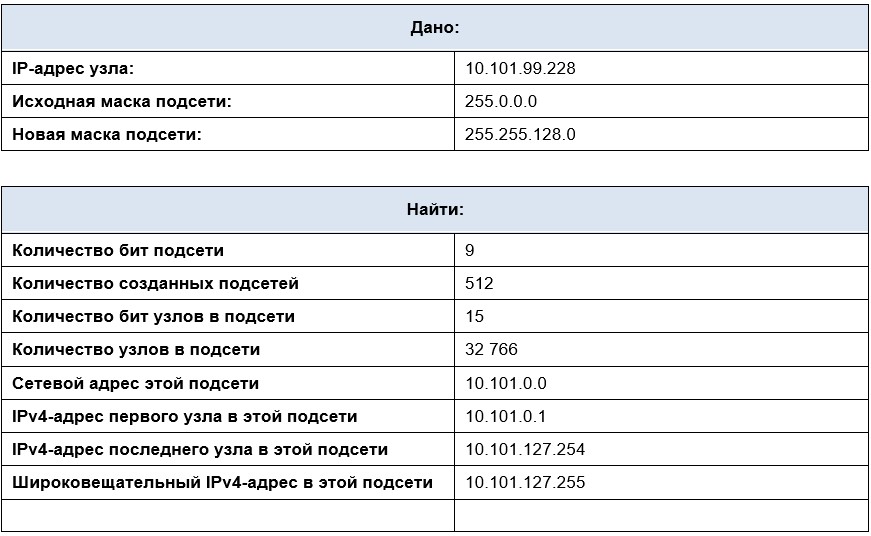 Дано:
IP-адрес узла: 10.101.99.228
Исходная маска подсети: 255.0.0.0
Новая маска подсети: 255.255.128.0
Найти:
Количество бит подсети 9
Количество созданных подсетей 512
Количество бит узлов в подсети 15
Количество узлов в подсети 32 766
Сетевой адрес этой подсети 10.101.0.0
IPv4-адрес первого узла в этой подсети 10.101.0.1
IPv4-адрес последнего узла в этой подсети 10.101.127.254
Широковещательный IPv4-адрес в этой подсети 10.101.127.255